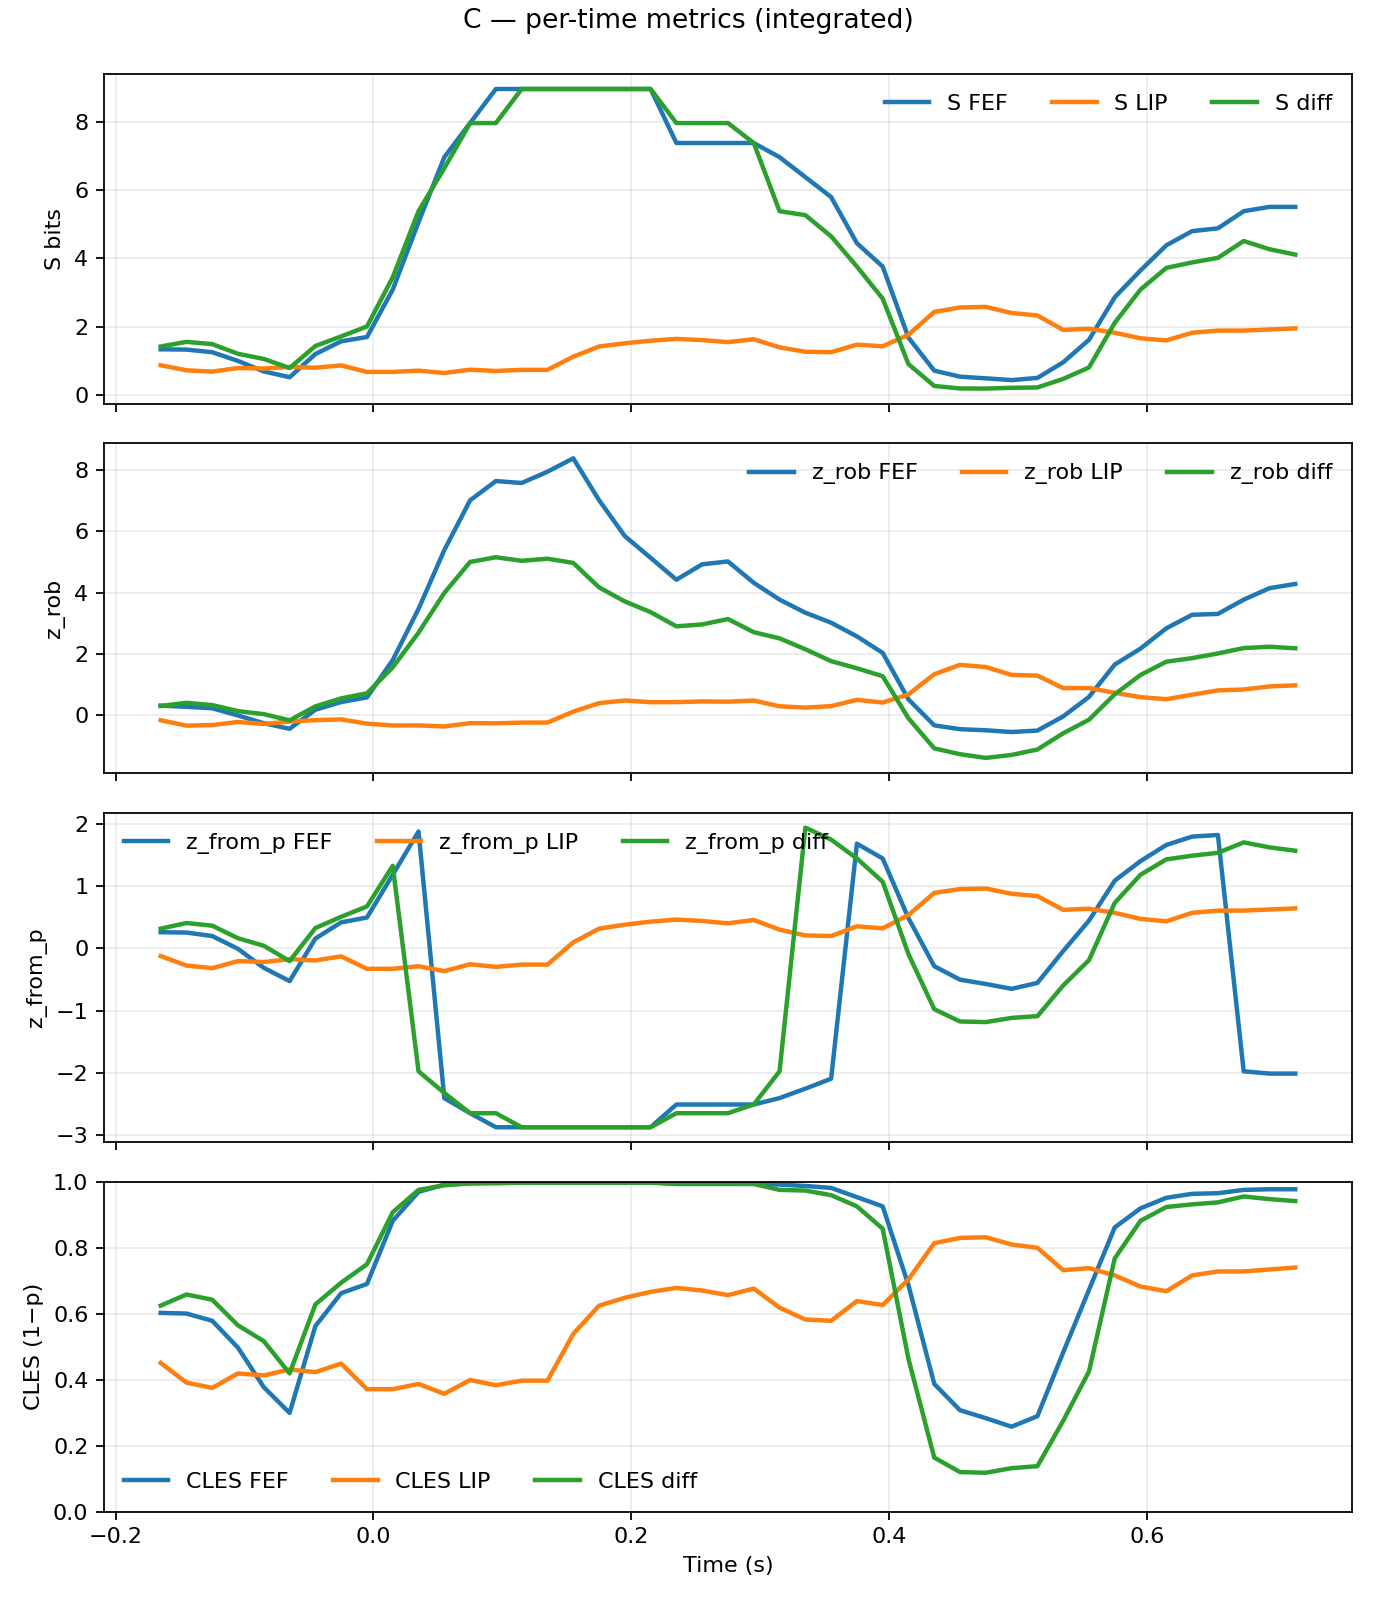 C — per-time metrics (integrated)
S FEF S LIP S diff
S bits
8
6
4
2
0
z_rob FEF z_rob LIP z_rob diff
z_rob
8
6
4
2
0
z_from_p FEF z_from_p LIP z_from_p diff
z_from_p
2
1
0
−1
−2
−3
CLES (1−p)
1.0
0.8
0.6
0.4
0.2
0.0
CLES FEF CLES LIP CLES diff
−0.2 0.0 0.2 0.4 0.6
Time (s)